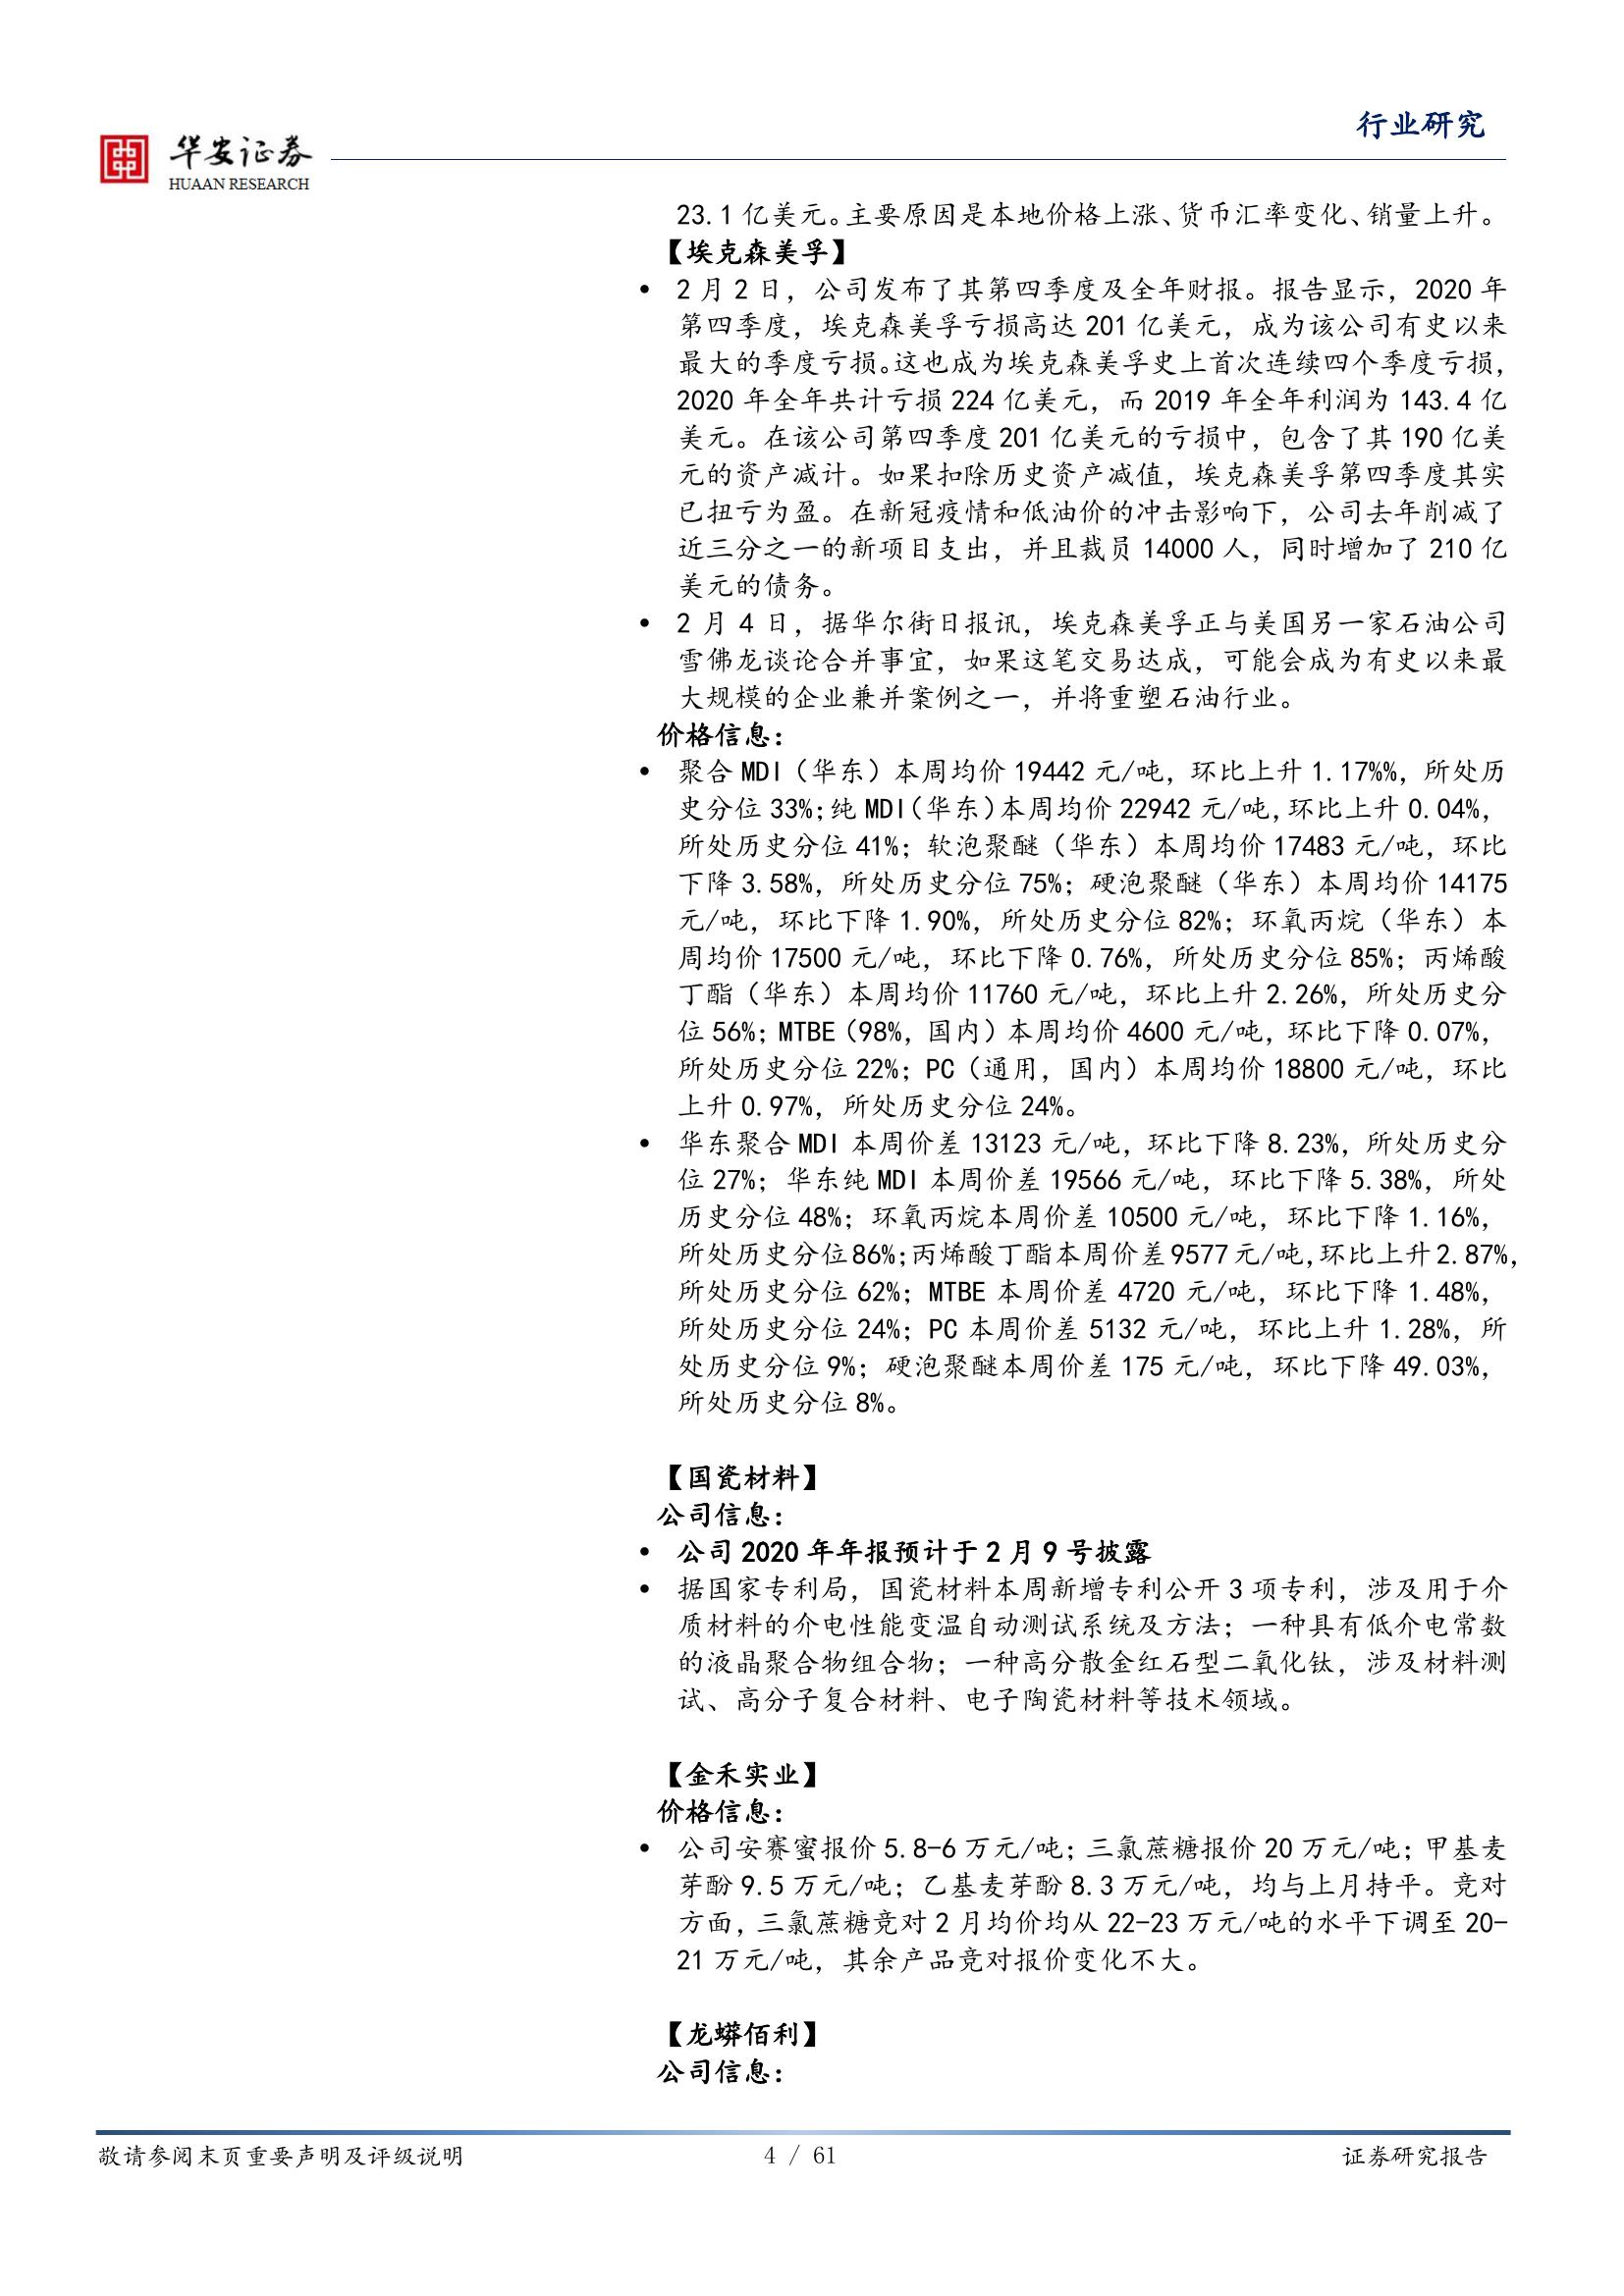 行业研究
华安证券
HUAAN RESEARCH
23.1 亿美元。主要原因是本地价格上涨、货币汇率变化、销量上升。
【埃克森美孚】
• 2 月 2 日，公司发布了其第四季度及全年财报。报告显示，2020 年
第四季度，埃克森美孚亏损高达 201 亿美元，成为该公司有史以来
最大的季度亏损。这也成为埃克森美孚史上首次连续四个季度亏损，
2020 年全年共计亏损 224 亿美元，而 2019 年全年利润为 143.4 亿
美元。在该公司第四季度 201 亿美元的亏损中，包含了其 190 亿美
元的资产减计。如果扣除历史资产减值，埃克森美孚第四季度其实
已扭亏为盈。在新冠疫情和低油价的冲击影响下，公司去年削减了
近三分之一的新项目支出，并且裁员 14000 人，同时增加了 210 亿
美元的债务。
• 2 月 4 日，据华尔街日报讯，埃克森美孚正与美国另一家石油公司
雪佛龙谈论合并事宜，如果这笔交易达成，可能会成为有史以来最
大规模的企业兼并案例之一，并将重塑石油行业。
价格信息：
• 聚合 MDI（华东）本周均价 19442 元/吨，环比上升 1.17%%，所处历
史分位 33%；纯 MDI（华东）本周均价 22942 元/吨，环比上升 0.04%，
所处历史分位 41%；软泡聚醚（华东）本周均价 17483 元/吨，环比
下降 3.58%，所处历史分位 75%；硬泡聚醚（华东）本周均价 14175
元/吨，环比下降 1.90%，所处历史分位 82%；环氧丙烷（华东）本
周均价 17500 元/吨，环比下降 0.76%，所处历史分位 85%；丙烯酸
丁酯（华东）本周均价 11760 元/吨，环比上升 2.26%，所处历史分
位 56%；MTBE（98%，国内）本周均价 4600 元/吨，环比下降 0.07%，
所处历史分位 22%；PC（通用，国内）本周均价 18800 元/吨，环比
上升 0.97%，所处历史分位 24%。
• 华东聚合 MDI 本周价差 13123 元/吨，环比下降 8.23%，所处历史分
位 27%；华东纯 MDI 本周价差 19566 元/吨，环比下降 5.38%，所处
历史分位 48%；环氧丙烷本周价差 10500 元/吨，环比下降 1.16%，
所处历史分位 86%；丙烯酸丁酯本周价差 9577 元/吨，环比上升 2.87%，
所处历史分位 62%；MTBE 本周价差 4720 元/吨，环比下降 1.48%，
所处历史分位 24%；PC 本周价差 5132 元/吨，环比上升 1.28%，所
处历史分位 9%；硬泡聚醚本周价差 175 元/吨，环比下降 49.03%，
所处历史分位 8%。
【国瓷材料】
公司信息：
• 公司 2020 年年报预计于 2 月 9 号披露
• 据国家专利局，国瓷材料本周新增专利公开 3 项专利，涉及用于介
质材料的介电性能变温自动测试系统及方法；一种具有低介电常数
的液晶聚合物组合物；一种高分散金红石型二氧化钛，涉及材料测
试、高分子复合材料、电子陶瓷材料等技术领域。
【金禾实业】
价格信息：
• 公司安赛蜜报价 5.8-6 万元/吨；三氯蔗糖报价 20 万元/吨；甲基麦
芽酚 9.5 万元/吨；乙基麦芽酚 8.3 万元/吨，均与上月持平。竞对
方面，三氯蔗糖竞对 2 月均价均从 22-23 万元/吨的水平下调至 20-
21 万元/吨，其余产品竞对报价变化不大。
【龙蟒佰利】
公司信息：
敬请参阅末页重要声明及评级说明
4 / 61
证券研究报告